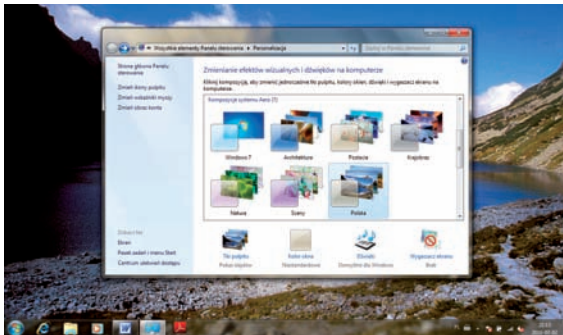 Wszystkie elementy Panelu sterowania ▸ Personalizacja
Strona główna Panelu
sterowania
Zmień ikony pulpitu
Zmień wskaźniki myszy
Zmień obraz konta
Zmienianie efektów wizualnych i dźwięków na komputerze
Kliknij kompozycję, aby zmienić jednocześnie tło pulpitu, kolory okien, dźwięki i wygaszacz ekranu na
komputerze.
Kompozycje systemu Aero (7)
Windows 7
Architektura
Postacie
Krajobraz
Natura
Sceny
Polska
Zobacz też
Ekran
Pasek zadań i menu Start
Centrum ułatwień dostępu
Tło pulpitu
Pokaz slajdów
Kolor okna
Niestandardowe
Dźwięki
Domyślne dla Windows
Wygaszacz ekranu
Brak